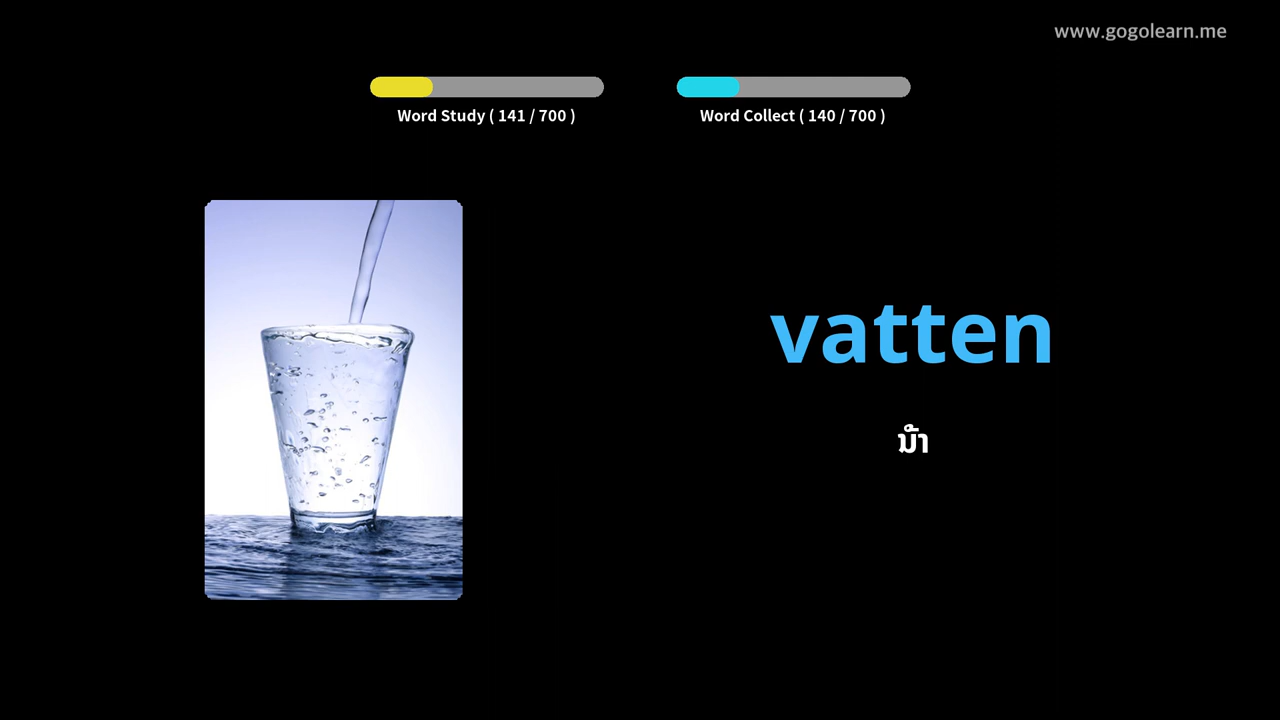 www.gogolearn.me
Word Study ( 141 / 700 )
Word Collect ( 140 / 700 )
vatten
ນ້ຳ